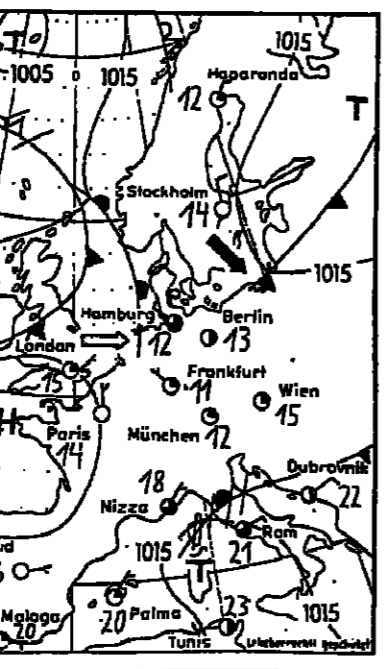 T
1015
1005 0 1015
Haparanda
12
T
Stockholm
14
1015
Hamburg
Berlin
12
13
London
15
Frankfurt
11
Wien
15
Paris
14
München
12
Dubrovnik
22
18
Nizza
Rom
21
1015
T
Malaga
20
20 Palma
23
1015
Tunis